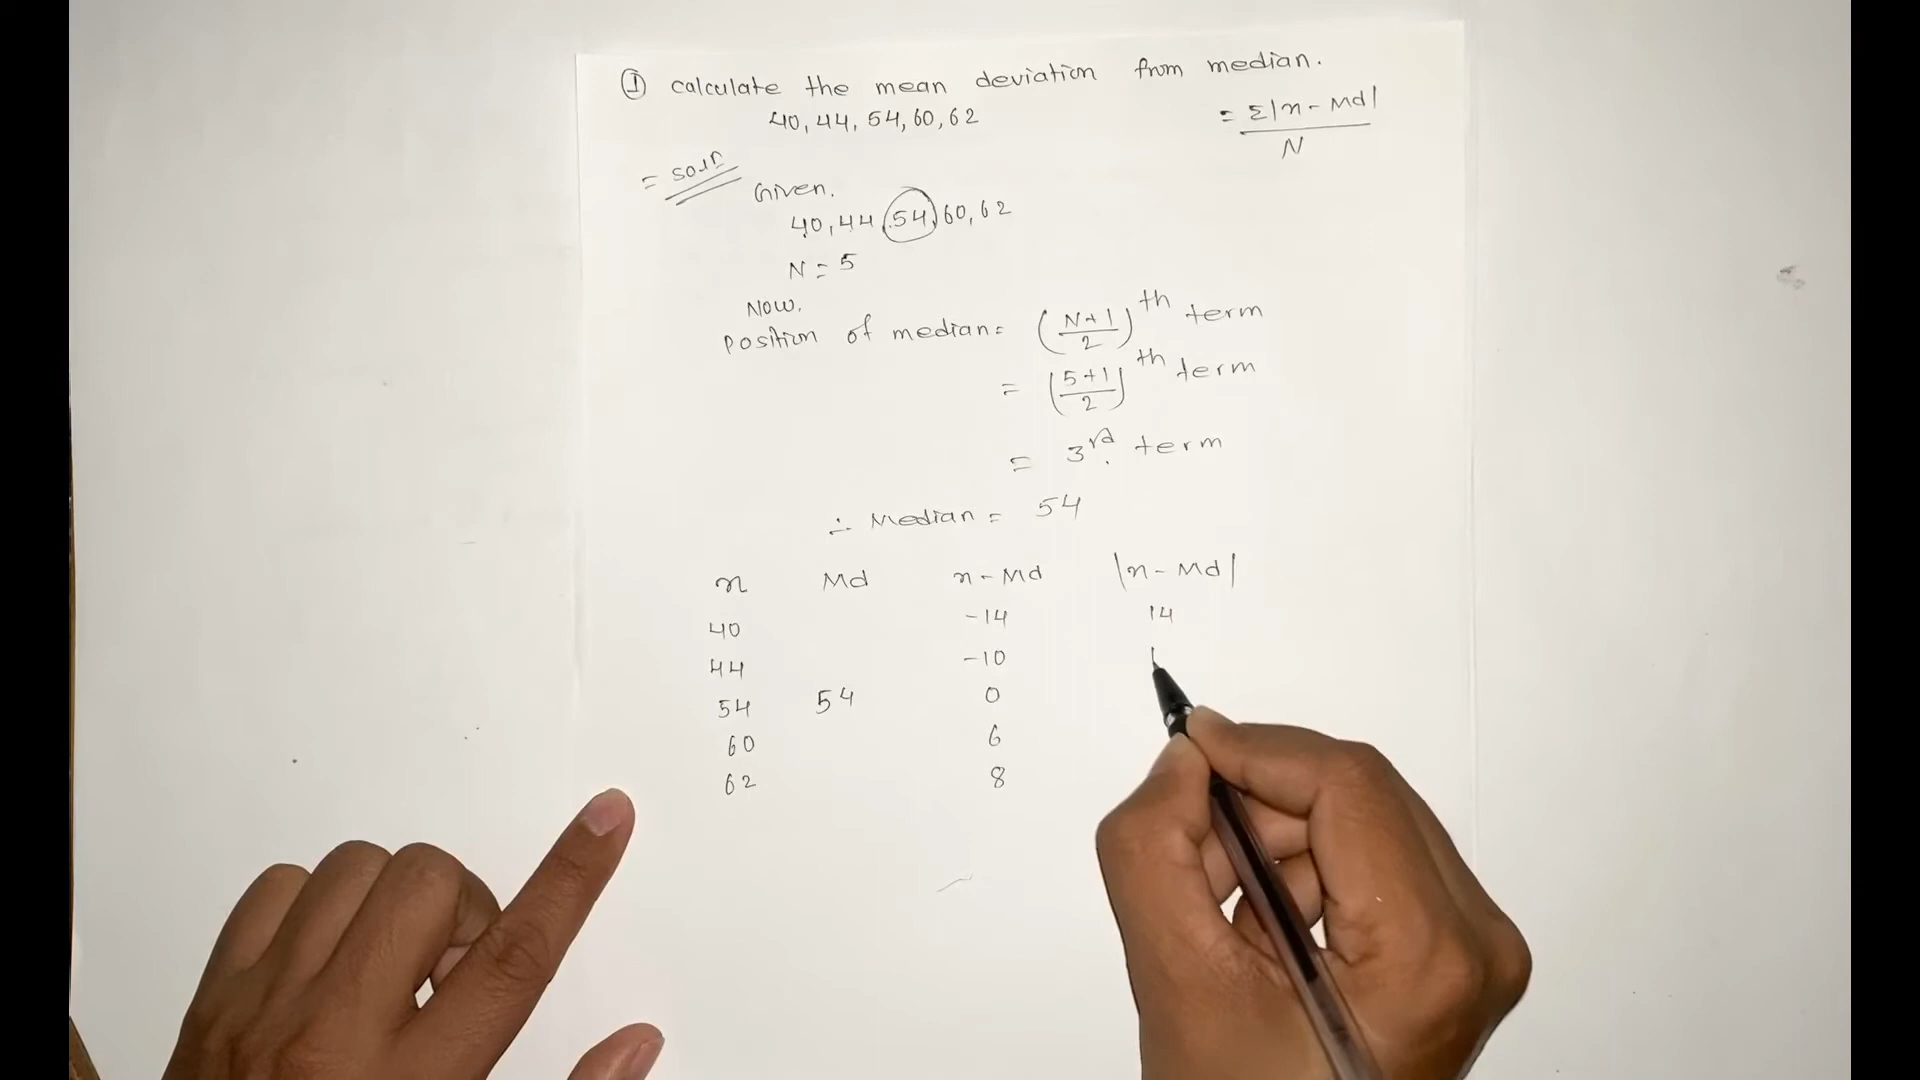 ① calculate the mean deviation from median.
40, 44, 54, 60, 62
= Σ|x - Md|
N
= soln
Given.
40, 44, 54, 60, 62
N = 5
Now.
Position of median = (N+1/2)th term
= (5+1/2)th term
= 3rd term
∴ Median = 54
x Md x - Md |x - Md|
40 -14 14
44 -10 1
54 54 0
60 6
62 8